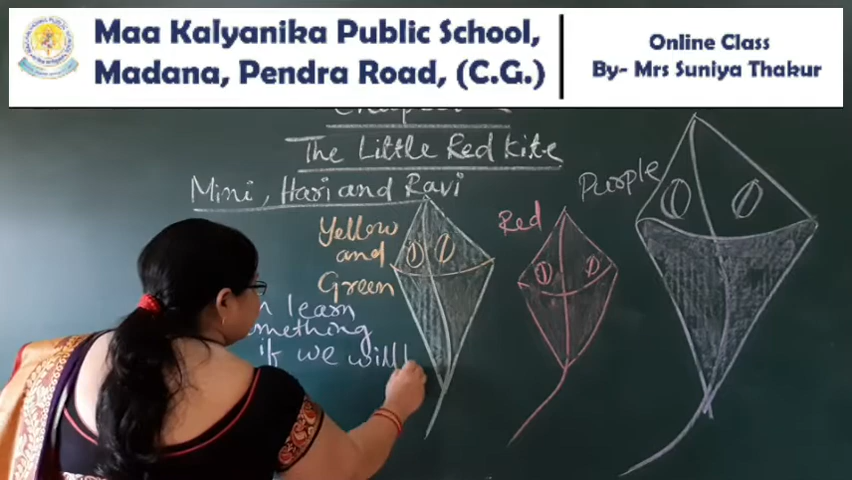 Maa Kalyanika Public School,
Madana, Pendra Road, (C.G.)
Online Class
By- Mrs Suniya Thakur
The Little Red Kite
Mini, Hari and Ravi
Yellow
and
Green
Red
Purple
learn
if we will